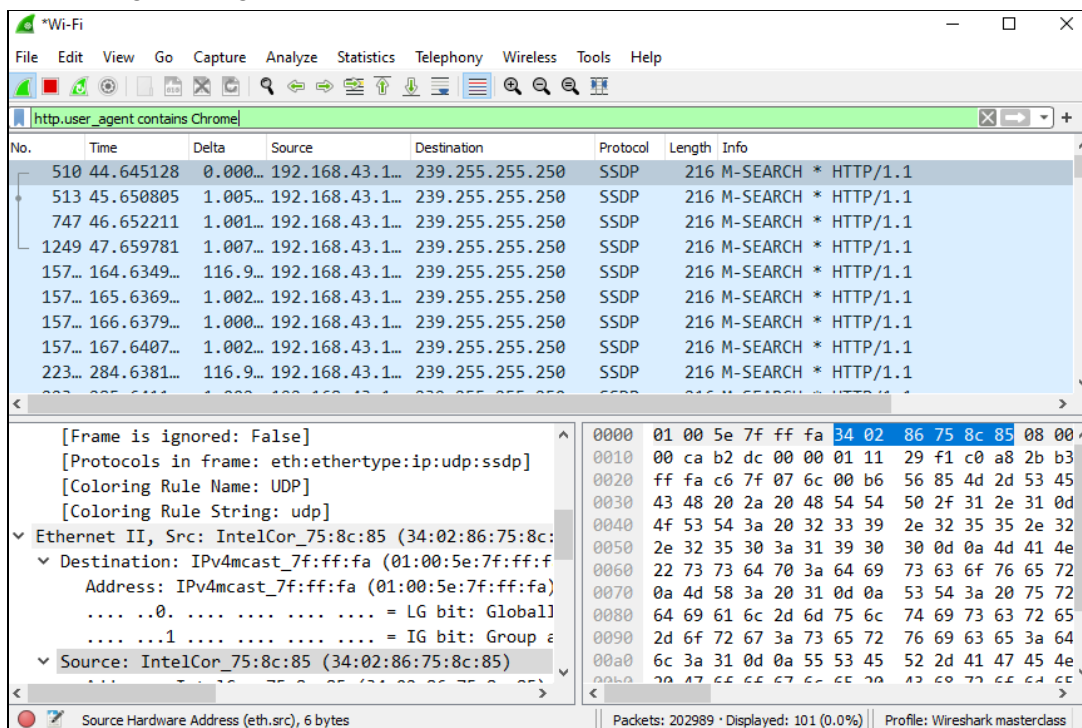 *Wi-Fi
File Edit View Go Capture Analyze Statistics Telephony Wireless Tools Help
http.user_agent contains Chrome
No. Time Delta Source Destination Protocol Length Info
510 44.645128 0.000... 192.168.43.1... 239.255.255.250 SSDP 216 M-SEARCH * HTTP/1.1
513 45.650805 1.005... 192.168.43.1... 239.255.255.250 SSDP 216 M-SEARCH * HTTP/1.1
747 46.652211 1.001... 192.168.43.1... 239.255.255.250 SSDP 216 M-SEARCH * HTTP/1.1
1249 47.659781 1.007... 192.168.43.1... 239.255.255.250 SSDP 216 M-SEARCH * HTTP/1.1
157... 164.6349... 116.9... 192.168.43.1... 239.255.255.250 SSDP 216 M-SEARCH * HTTP/1.1
157... 165.6369... 1.002... 192.168.43.1... 239.255.255.250 SSDP 216 M-SEARCH * HTTP/1.1
157... 166.6379... 1.000... 192.168.43.1... 239.255.255.250 SSDP 216 M-SEARCH * HTTP/1.1
157... 167.6407... 1.002... 192.168.43.1... 239.255.255.250 SSDP 216 M-SEARCH * HTTP/1.1
223... 284.6381... 116.9... 192.168.43.1... 239.255.255.250 SSDP 216 M-SEARCH * HTTP/1.1
[Frame is ignored: False]
[Protocols in frame: eth:ethertype:ip:udp:ssdp]
[Coloring Rule Name: UDP]
[Coloring Rule String: udp]
Ethernet II, Src: IntelCor_75:8c:85 (34:02:86:75:8c:
Destination: IPv4mcast_7f:ff:fa (01:00:5e:7f:ff:f
Address: IPv4mcast_7f:ff:fa (01:00:5e:7f:ff:fa)
.... ..0. .... .... .... .... = LG bit: Globall
.... ...1 .... .... .... .... = IG bit: Group a
Source: IntelCor_75:8c:85 (34:02:86:75:8c:85)
0000 01 00 5e 7f ff fa 34 02 86 75 8c 85 08 00
0010 00 ca b2 dc 00 00 01 11 29 f1 c0 a8 2b b3
0020 ff fa c6 7f 07 6c 00 b6 56 85 4d 2d 53 45
0030 43 48 20 2a 20 48 54 54 50 2f 31 2e 31 0d
0040 4f 53 54 3a 20 32 33 39 2e 32 35 35 2e 32
0050 2e 32 35 30 3a 31 39 30 30 0d 0a 4d 41 4e
0060 22 73 73 64 70 3a 64 69 73 63 6f 76 65 72
0070 0a 4d 58 3a 20 31 0d 0a 53 54 3a 20 75 72
0080 64 69 61 6c 2d 6d 75 6c 74 69 73 63 72 65
0090 2d 6f 72 67 3a 73 65 72 76 69 63 65 3a 64
00a0 6c 3a 31 0d 0a 55 53 45 52 2d 41 47 45 4e
Source Hardware Address (eth.src), 6 bytes
Packets: 202989 · Displayed: 101 (0.0%)
Profile: Wireshark masterclass